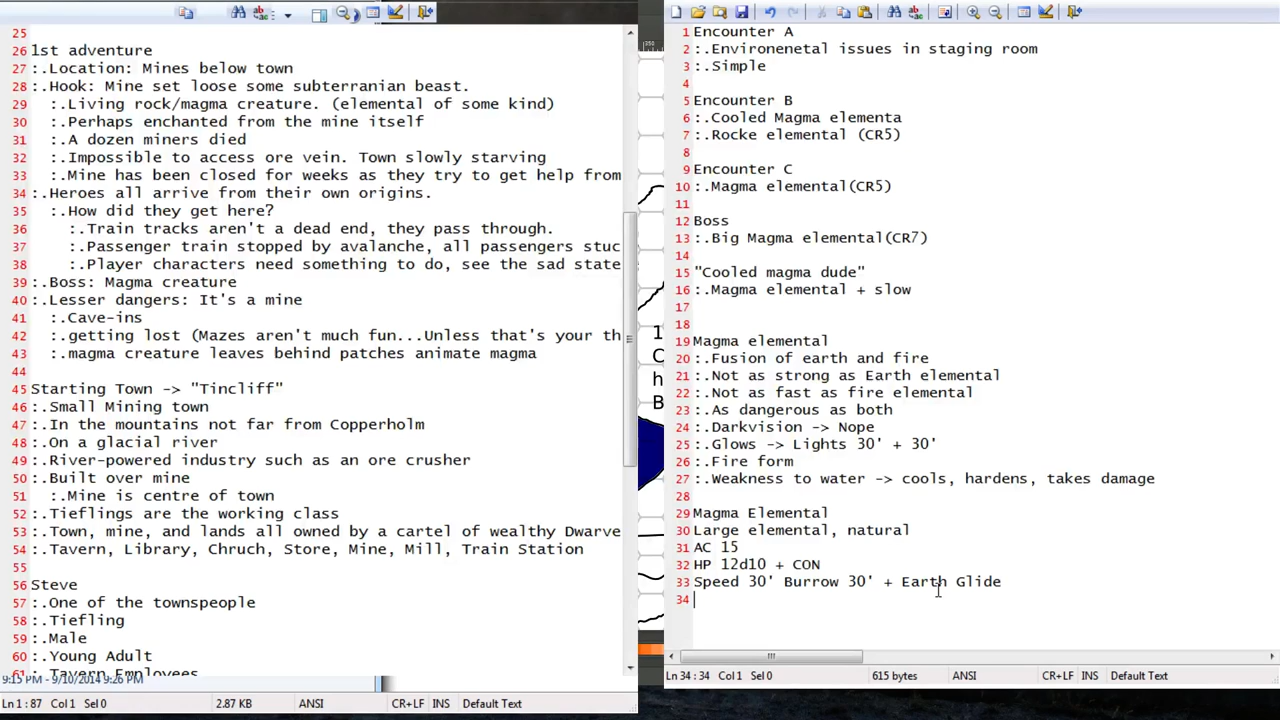 25
26 1st adventure
27 :.Location: Mines below town
28 :.Hook: Mine set loose some subterranian beast.
29 :.Living rock/magma creature. (elemental of some kind)
30 :.Perhaps enchanted from the mine itself
31 :.A dozen miners died
32 :.Impossible to access ore vein. Town slowly starving
33 :.Mine has been closed for weeks as they try to get help from
34 :.Heroes all arrive from their own origins.
35 :.How did they get here?
36 :.Train tracks aren't a dead end, they pass through.
37 :.Passenger train stopped by avalanche, all passengers stuc
38 :.Player characters need something to do, see the sad state
39 :.Boss: Magma creature
40 :.Lesser dangers: It's a mine
41 :.Cave-ins
42 :.getting lost (Mazes aren't much fun...Unless that's your th
43 :.magma creature leaves behind patches animate magma
44
45 Starting Town -> "Tincliff"
46 :.Small Mining town
47 :.In the mountains not far from Copperholm
48 :.On a glacial river
49 :.River-powered industry such as an ore crusher
50 :.Built over mine
51 :.Mine is centre of town
52 :.Tieflings are the working class
53 :.Town, mine, and lands all owned by a cartel of wealthy Dwarve
54 :.Tavern, Library, Chruch, Store, Mine, Mill, Train Station
55
56 Steve
57 :.One of the townspeople
58 :.Tiefling
59 :.Male
60 :.Young Adult
61 :.Tavern Employees
9:15 PM - 9/10/2014 9:26 PM
Ln 1 : 87 Col 1 Sel 0 2.87 KB ANSI CR+LF INS Default Text
350
1
C
h
B
1 Encounter A
2 :.Environenetal issues in staging room
3 :.Simple
4
5 Encounter B
6 :.Cooled Magma elementa
7 :.Rocke elemental (CR5)
8
9 Encounter C
10 :.Magma elemental(CR5)
11
12 Boss
13 :.Big Magma elemental(CR7)
14
15 "Cooled magma dude"
16 :.Magma elemental + slow
17
18
19 Magma elemental
20 :.Fusion of earth and fire
21 :.Not as strong as Earth elemental
22 :.Not as fast as fire elemental
23 :.As dangerous as both
24 :.Darkvision -> Nope
25 :.Glows -> Lights 30' + 30'
26 :.Fire form
27 :.Weakness to water -> cools, hardens, takes damage
28
29 Magma Elemental
30 Large elemental, natural
31 AC 15
32 HP 12d10 + CON
33 Speed 30' Burrow 30' + Earth Glide
34
Ln 34 : 34 Col 1 Sel 0 615 bytes ANSI CR+LF INS Default Text